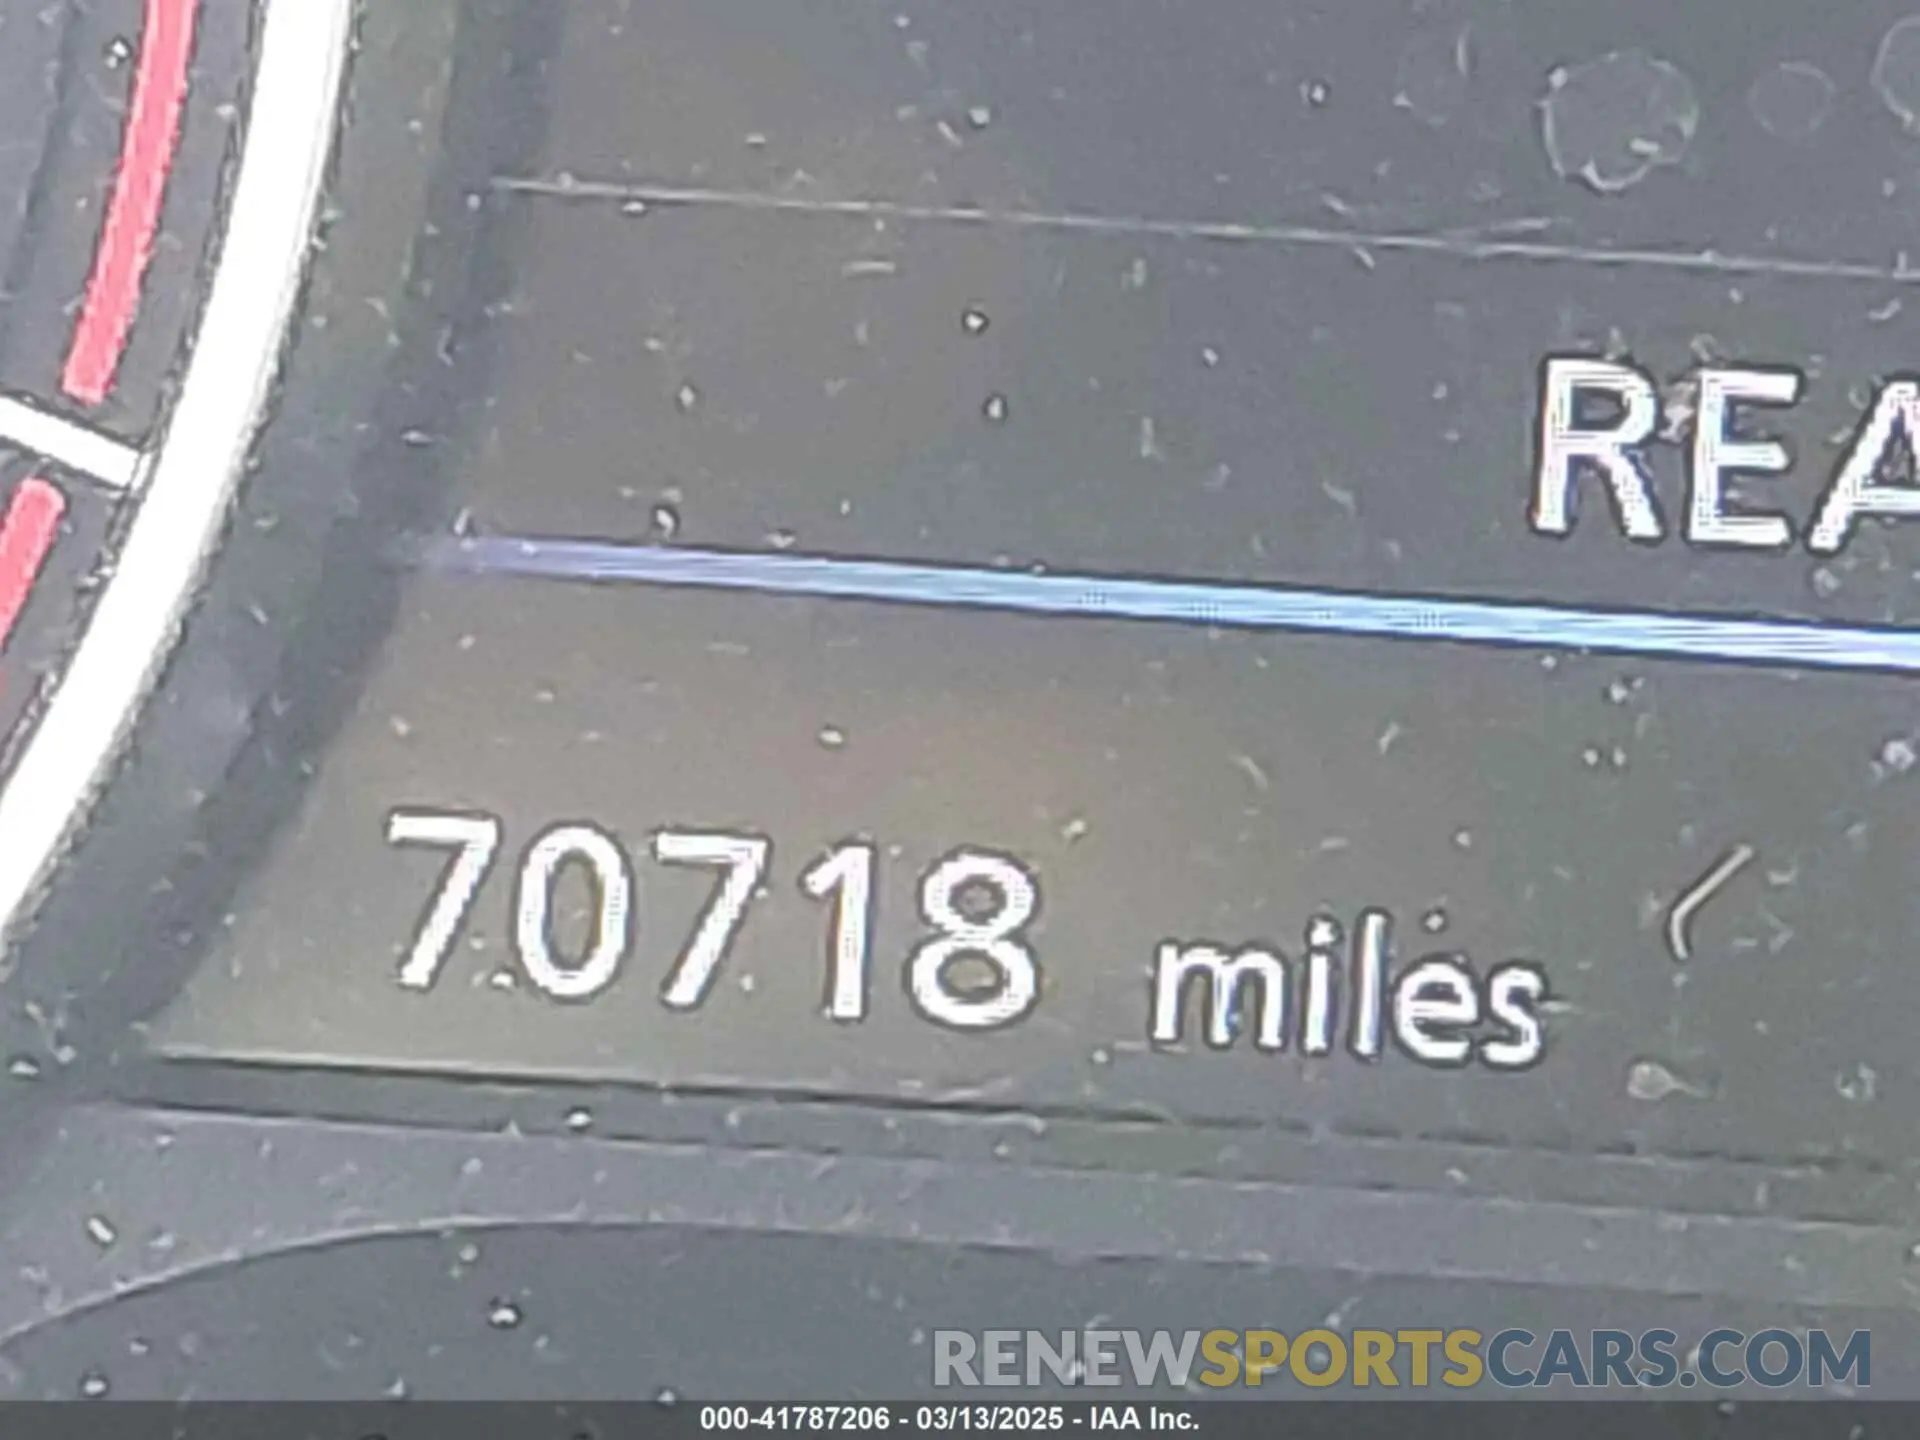 REA
70718 miles
RENEWSPORTSCARS.COM
000-41787206 - 03/13/2025 - IAA Inc.